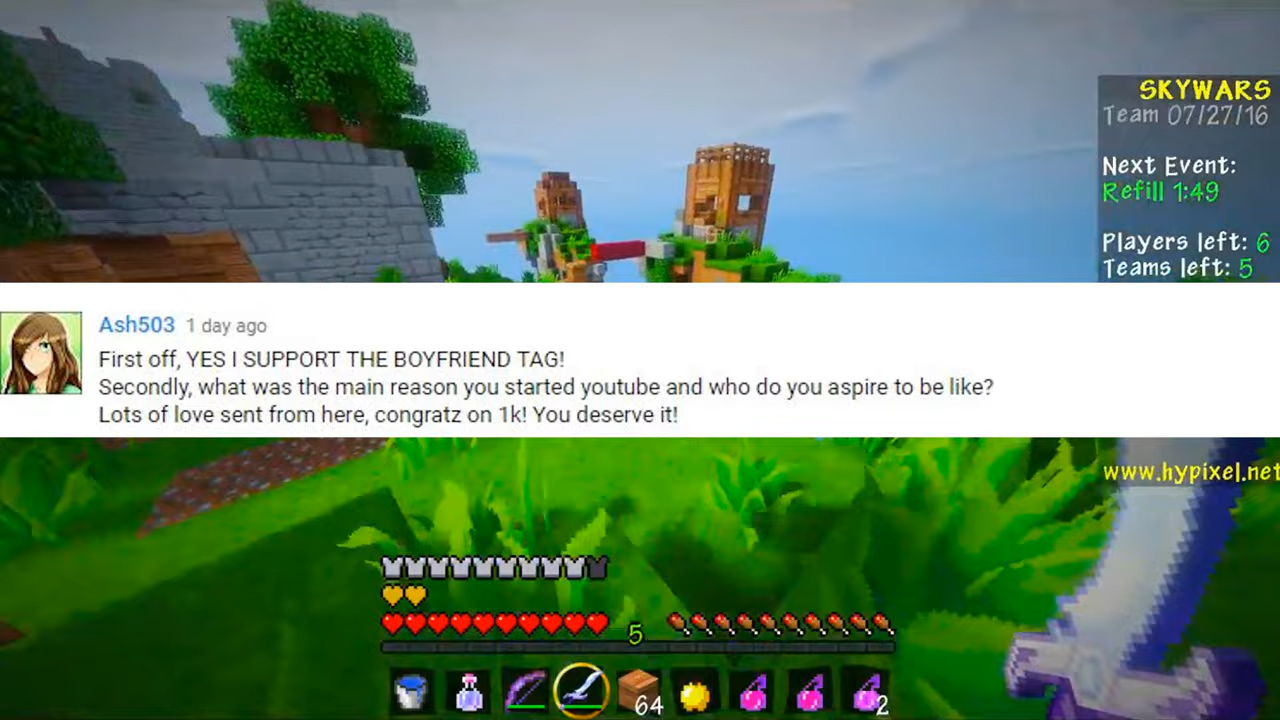 SKYWARS
Team 07/27/16
Next Event:
Refill 1:49
Players left: 6
Teams left: 5
Ash503 1 day ago
First off, YES I SUPPORT THE BOYFRIEND TAG!
Secondly, what was the main reason you started youtube and who do you aspire to be like?
Lots of love sent from here, congratz on 1k! You deserve it!
www.hypixel.net
5
64
2